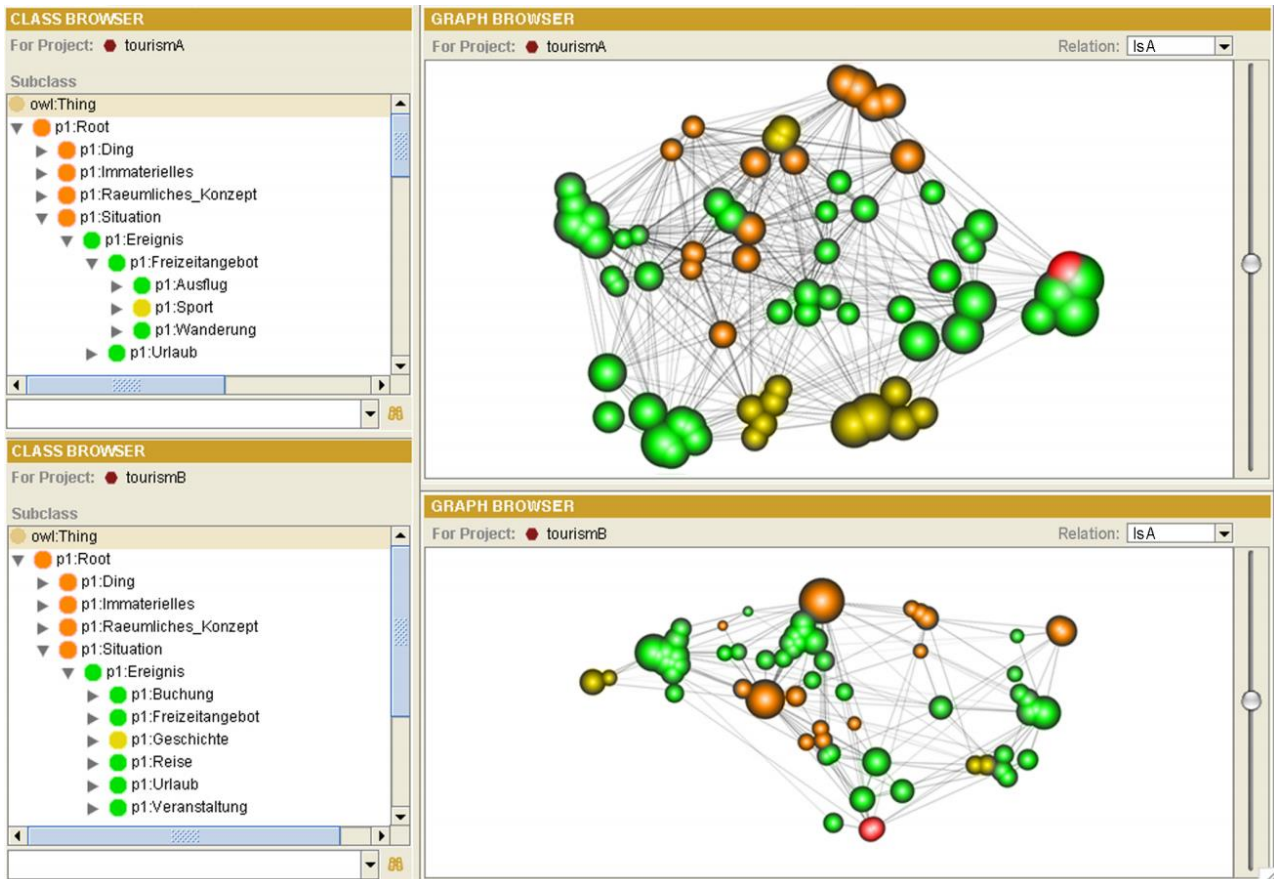 CLASS BROWSER
For Project: tourismA
Subclass
owl:Thing
p1:Root
p1:Ding
p1:Immaterielles
p1:Raeumliches_Konzept
p1:Situation
p1:Ereignis
p1:Freizeitangebot
p1:Ausflug
p1:Sport
p1:Wanderung
p1:Urlaub
GRAPH BROWSER
For Project: tourismA
Relation: IsA
CLASS BROWSER
For Project: tourismB
Subclass
owl:Thing
p1:Root
p1:Ding
p1:Immaterielles
p1:Raeumliches_Konzept
p1:Situation
p1:Ereignis
p1:Buchung
p1:Freizeitangebot
p1:Geschichte
p1:Reise
p1:Urlaub
p1:Veranstaltung
GRAPH BROWSER
For Project: tourismB
Relation: IsA